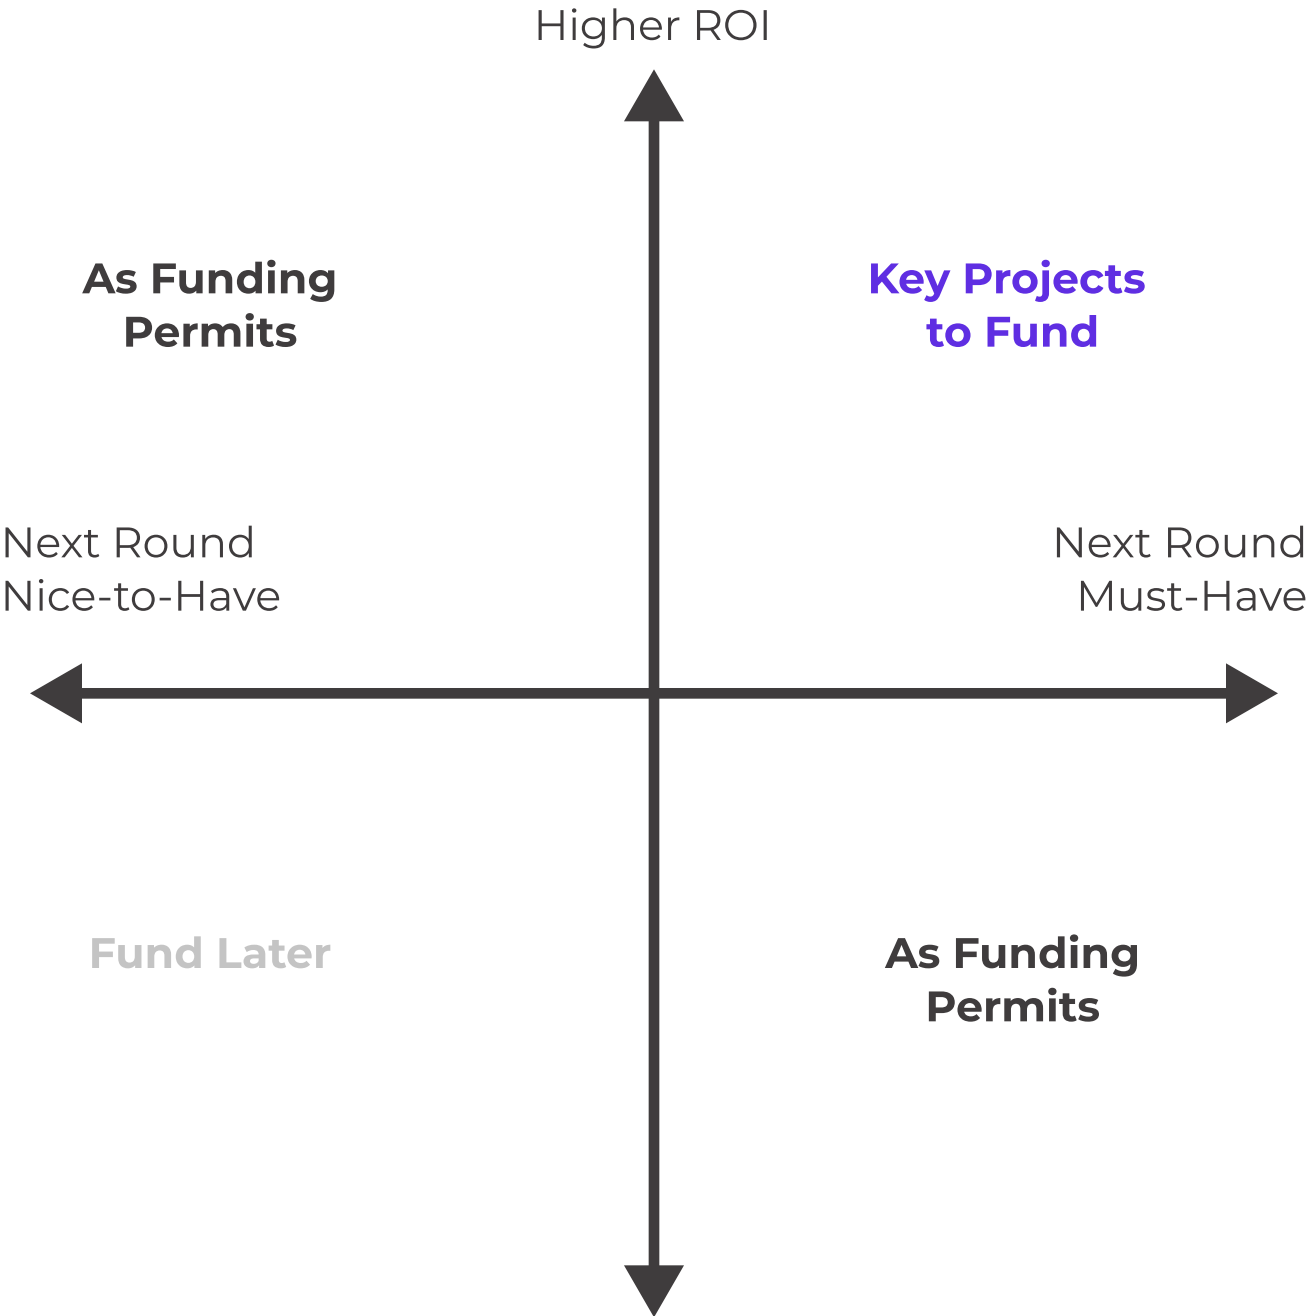 Higher ROI
As Funding
Permits
Key Projects
to Fund
Next Round
Nice-to-Have
Next Round
Must-Have
Fund Later
As Funding
Permits